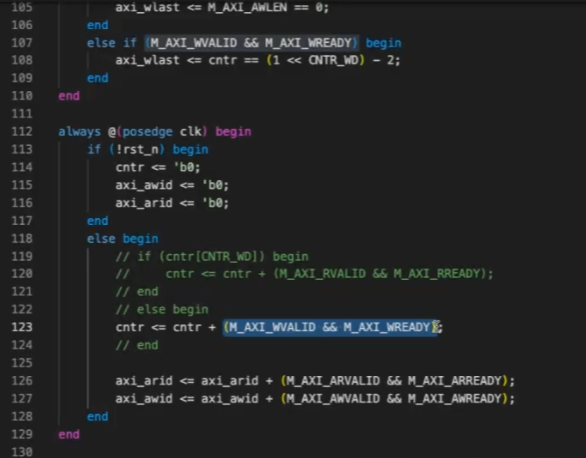 105 axi_wlast <= M_AXI_AWLEN == 0;
106 end
107 else if (M_AXI_WVALID && M_AXI_WREADY) begin
108 axi_wlast <= cntr == (1 << CNTR_WD) - 2;
109 end
110 end
111
112 always @(posedge clk) begin
113 if (!rst_n) begin
114 cntr <= 'b0;
115 axi_awid <= 'b0;
116 axi_arid <= 'b0;
117 end
118 else begin
119 // if (cntr[CNTR_WD]) begin
120 //     cntr <= cntr + (M_AXI_RVALID && M_AXI_RREADY);
121 // end
122 // else begin
123 cntr <= cntr + (M_AXI_WVALID && M_AXI_WREADY);
124 // end
125
126 axi_arid <= axi_arid + (M_AXI_ARVALID && M_AXI_ARREADY);
127 axi_awid <= axi_awid + (M_AXI_AWVALID && M_AXI_AWREADY);
128 end
129 end
130